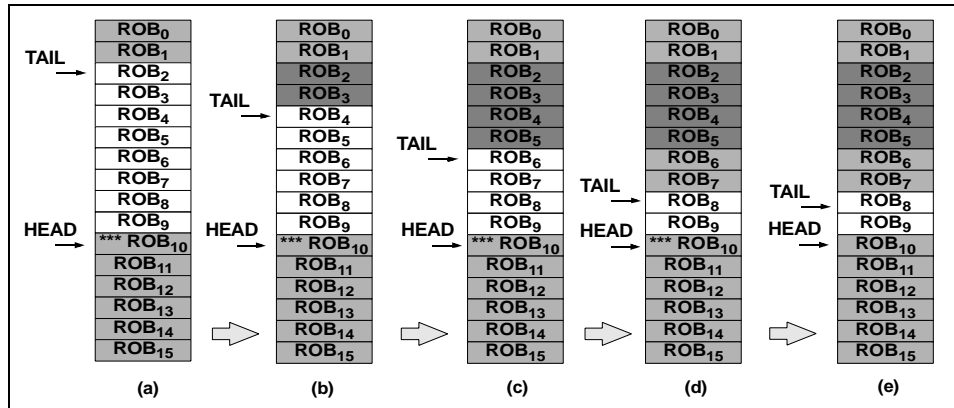 ROB0 ROB0 ROB0 ROB0 ROB0
ROB1 ROB1 ROB1 ROB1 ROB1
TAIL ROB2 ROB2 ROB2 ROB2 ROB2
ROB3 ROB3 ROB3 ROB3 ROB3
ROB4 TAIL ROB4 ROB4 ROB4 ROB4
ROB5 ROB5 ROB5 ROB5 ROB5
ROB6 ROB6 TAIL ROB6 ROB6 ROB6
ROB7 ROB7 ROB7 ROB7 ROB7
ROB8 ROB8 ROB8 TAIL ROB8 TAIL ROB8
ROB9 ROB9 ROB9 ROB9 ROB9
HEAD *** ROB10 HEAD *** ROB10 HEAD *** ROB10 HEAD *** ROB10 HEAD ROB10
ROB11 ROB11 ROB11 ROB11 ROB11
ROB12 ROB12 ROB12 ROB12 ROB12
ROB13 ROB13 ROB13 ROB13 ROB13
ROB14 ROB14 ROB14 ROB14 ROB14
ROB15 ROB15 ROB15 ROB15 ROB15
(a) (b) (c) (d) (e)